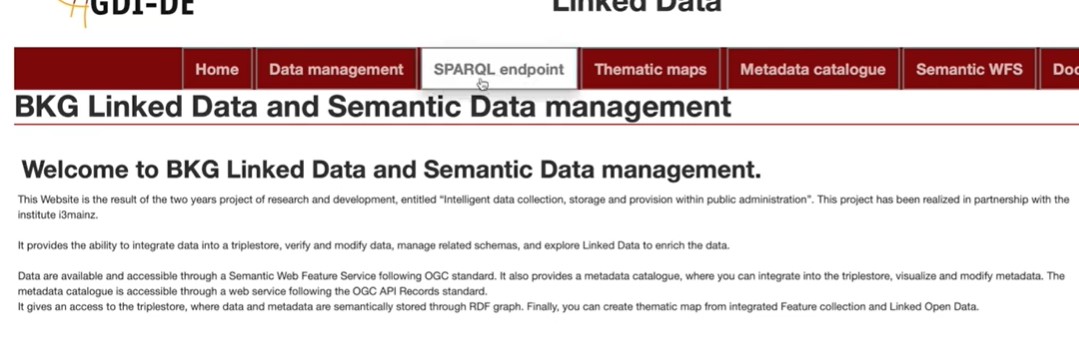 GDI-DE
Linked Data
Home Data management SPARQL endpoint Thematic maps Metadata catalogue Semantic WFS Doc
BKG Linked Data and Semantic Data management
Welcome to BKG Linked Data and Semantic Data management.
This Website is the result of the two years project of research and development, entitled "Intelligent data collection, storage and provision within public administration". This project has been realized in partnership with the
institute i3mainz.
It provides the ability to integrate data into a triplestore, verify and modify data, manage related schemas, and explore Linked Data to enrich the data.
Data are available and accessible through a Semantic Web Feature Service following OGC standard. It also provides a metadata catalogue, where you can integrate into the triplestore, visualize and modify metadata. The
metadata catalogue is accessible through a web service following the OGC API Records standard.
It gives an access to the triplestore, where data and metadata are semantically stored through RDF graph. Finally, you can create thematic map from integrated Feature collection and Linked Open Data.